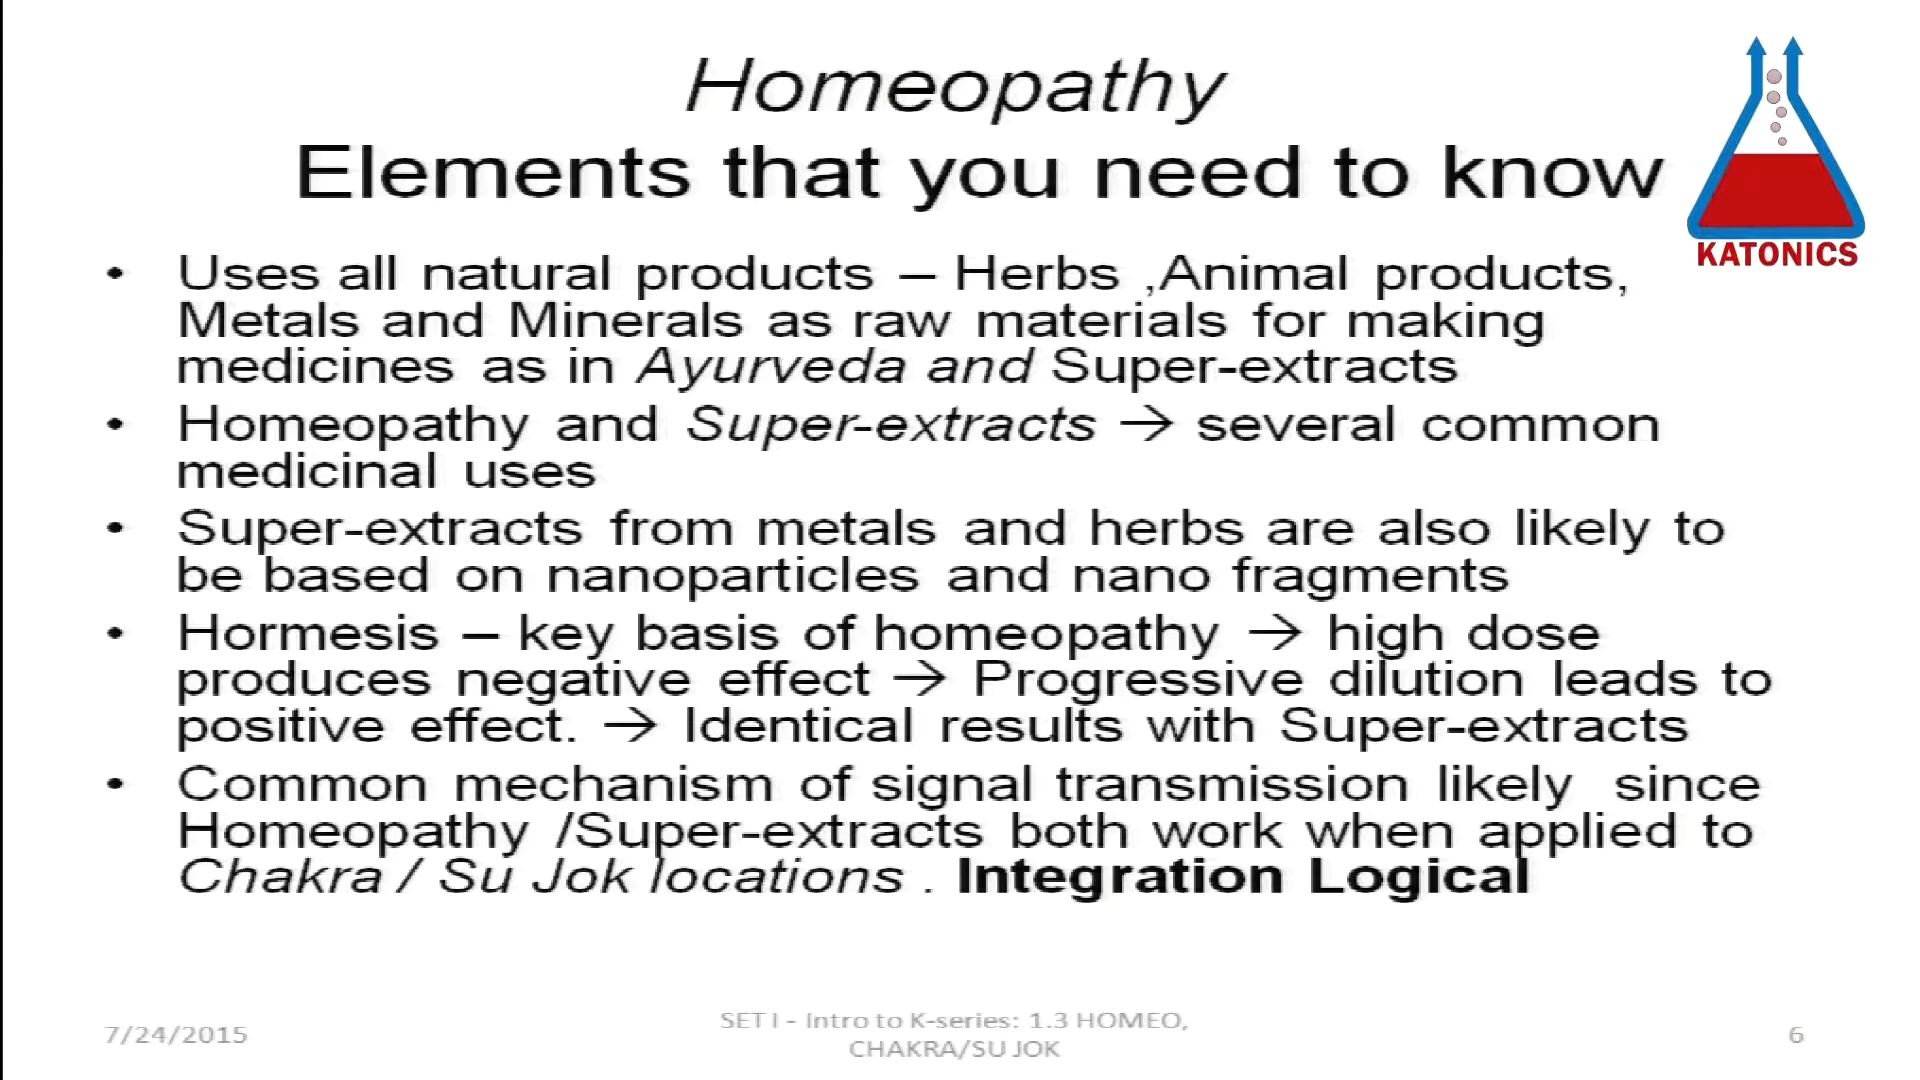 Homeopathy
Elements that you need to know
KATONICS
• Uses all natural products – Herbs ,Animal products,
Metals and Minerals as raw materials for making
medicines as in Ayurveda and Super-extracts
• Homeopathy and Super-extracts → several common
medicinal uses
• Super-extracts from metals and herbs are also likely to
be based on nanoparticles and nano fragments
• Hormesis – key basis of homeopathy → high dose
produces negative effect → Progressive dilution leads to
positive effect. → Identical results with Super-extracts
• Common mechanism of signal transmission likely since
Homeopathy /Super-extracts both work when applied to
Chakra / Su Jok locations . Integration Logical
7/24/2015
SET I - Intro to K-series: 1.3 HOMEO,
CHAKRA/SU JOK
6